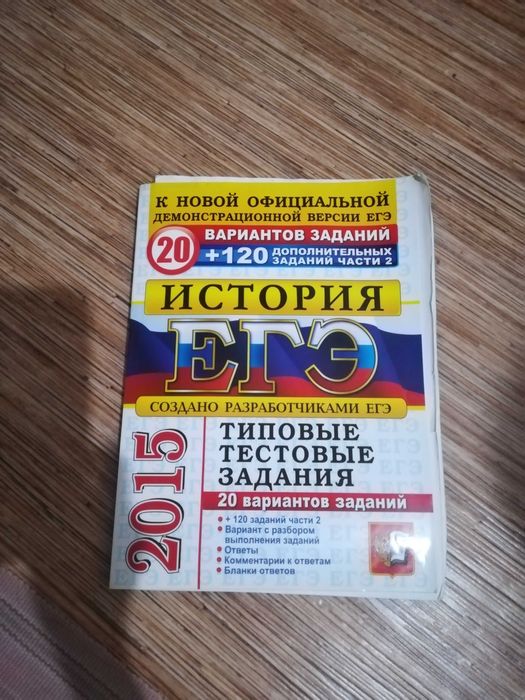 К НОВОЙ ОФИЦИАЛЬНОЙ
ДЕМОНСТРАЦИОННОЙ ВЕРСИИ ЕГЭ
20 ВАРИАНТОВ ЗАДАНИЙ
+120 ДОПОЛНИТЕЛЬНЫХ
ЗАДАНИЙ ЧАСТИ 2
ИСТОРИЯ
ЕГЭ
СОЗДАНО РАЗРАБОТЧИКАМИ ЕГЭ
2015
ТИПОВЫЕ
ТЕСТОВЫЕ
ЗАДАНИЯ
20 вариантов заданий
• + 120 заданий части 2
• Вариант с разбором
выполнения заданий
• Ответы
• Комментарии к ответам
• Бланки ответов